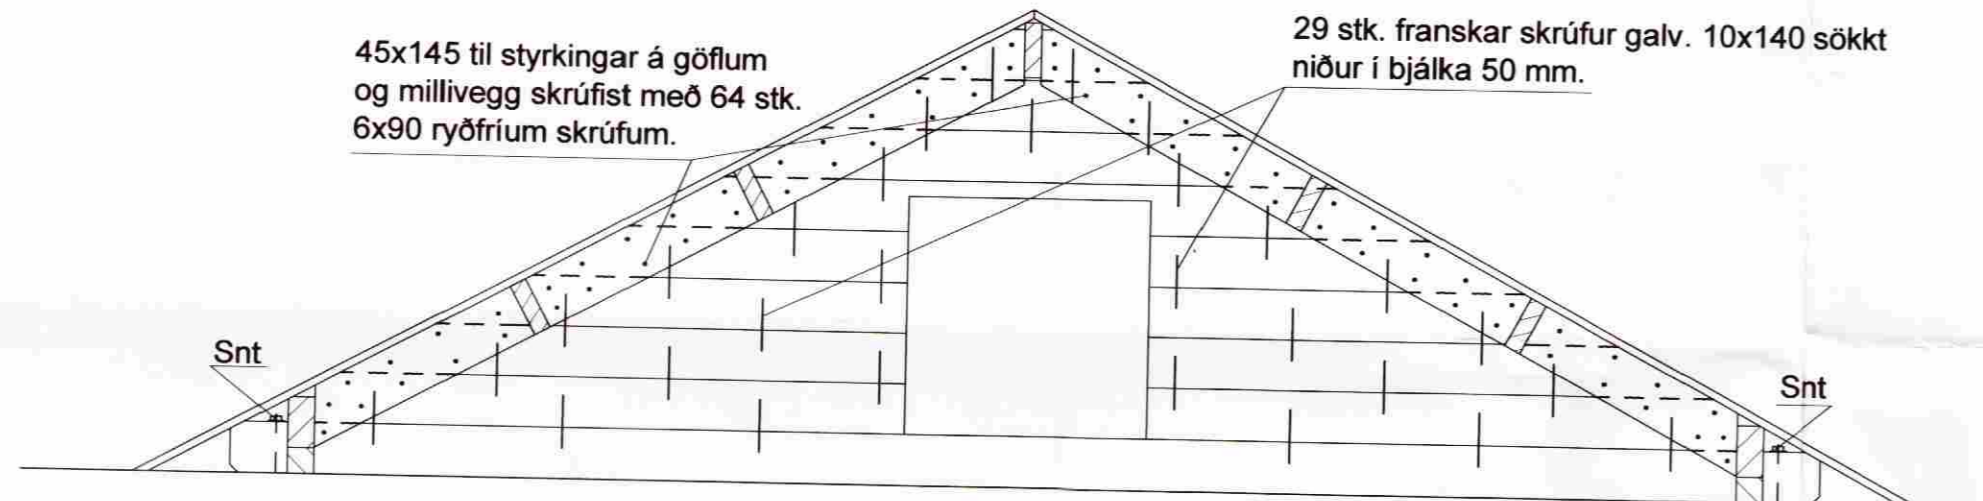 45x145 til styrkingar á göflum
og millivegg skrúfist með 64 stk.
6x90 ryðfríum skrúfum.
29 stk. franskar skrúfur galv. 10x140 sökkt
niður í bjálka 50 mm.
Snt
Snt